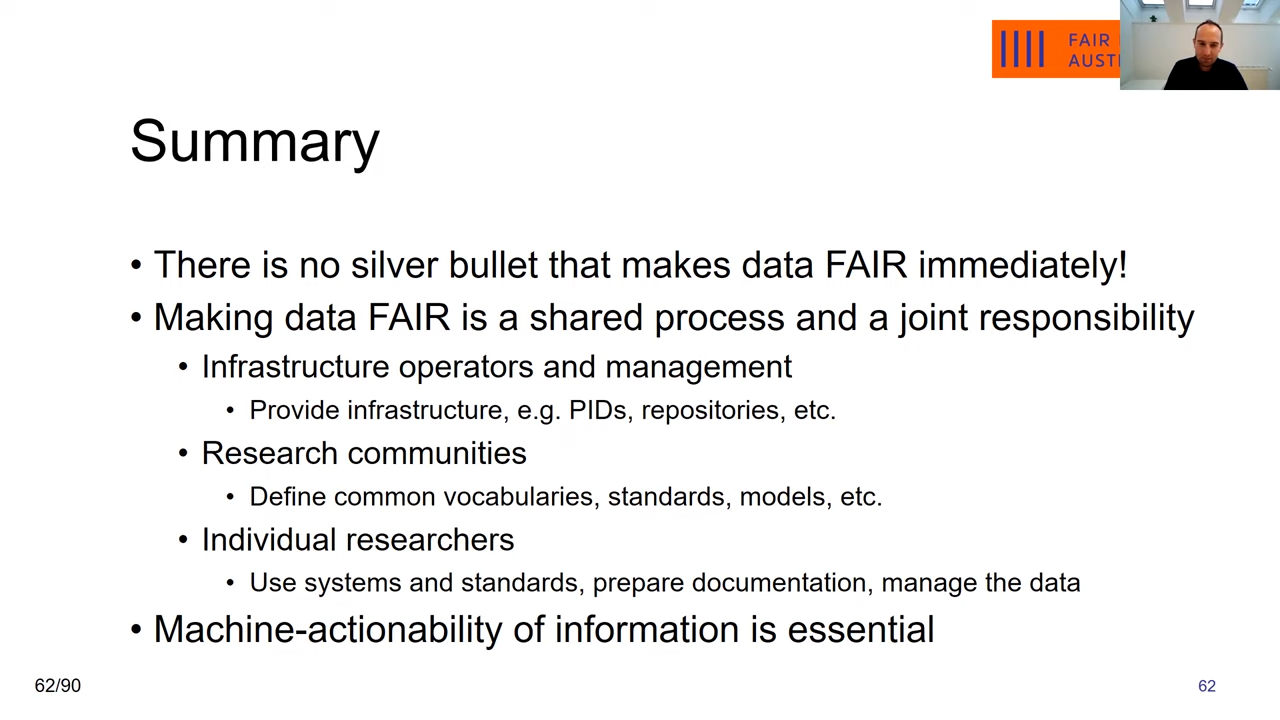 FAIR
AUST
Summary
• There is no silver bullet that makes data FAIR immediately!
• Making data FAIR is a shared process and a joint responsibility
• Infrastructure operators and management
• Provide infrastructure, e.g. PIDs, repositories, etc.
• Research communities
• Define common vocabularies, standards, models, etc.
• Individual researchers
• Use systems and standards, prepare documentation, manage the data
• Machine-actionability of information is essential
62/90
62